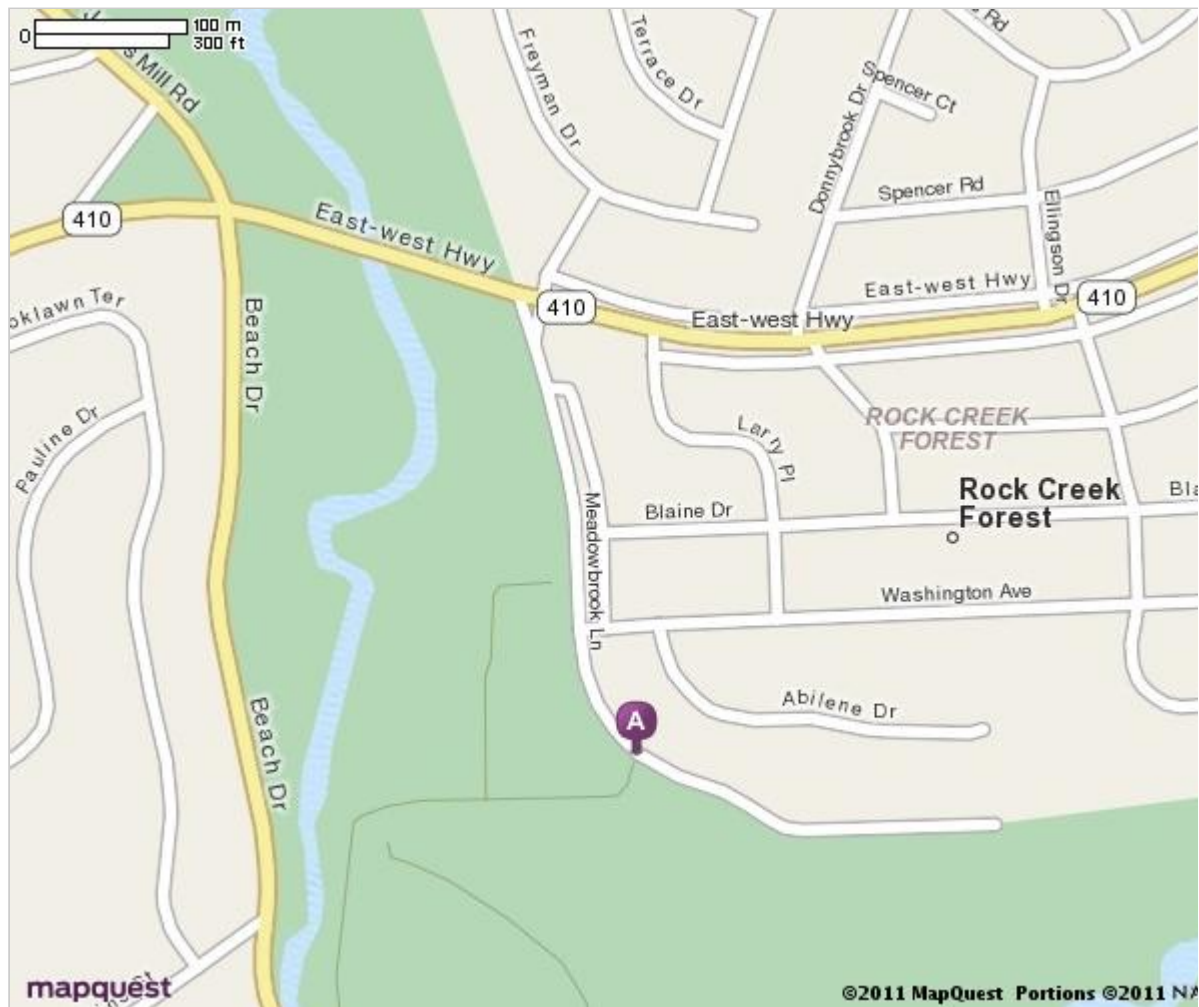 0
100 m
300 ft
Mill Rd
Freyman Dr
Terrace Dr
Rd
Spencer Ct
Donnybrook Dr
Spencer Rd
Ellington Dr
410
East-west Hwy
East-west Hwy
410
410
East-west Hwy
Beach Dr
Pauline Dr
Larry Pl
ROCK CREEK
FOREST
Rock Creek
Forest
Blaine Dr
Meadowbrook Ln
Washington Ave
A
Abilene Dr
Beach Dr
mapquest
©2011 MapQuest Portions ©2011